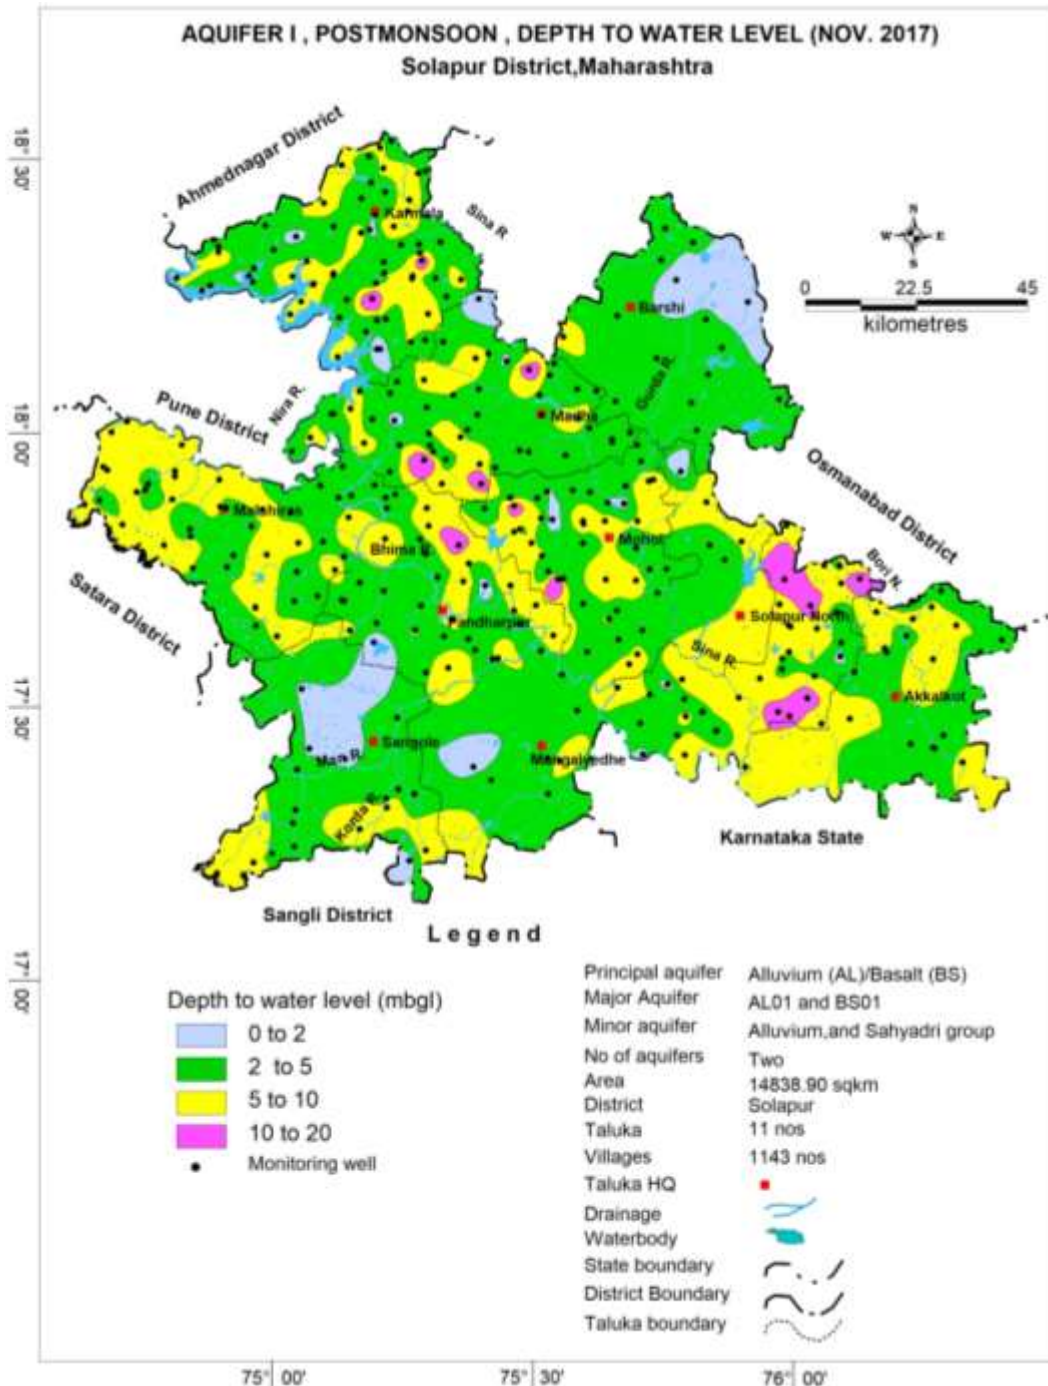 AQUIFER I , POSTMONSOON , DEPTH TO WATER LEVEL (NOV. 2017)
Solapur District,Maharashtra
Ahmednagar District
18° 30'
Sina R
Karmala
N
W E
S
0 22.5 45
kilometres
Barshi
Nira R.
Pune District
18° 00'
Madha
Osmanabad District
Malshiras
Bhima R.
Mohol
Bori N.
Satara District
Pandharpur
Solapur North
Sina R.
17° 30'
Akkalkot
Man R.
Sangole
Mangalvedhe
Korda R.
Karnataka State
Sangli District
Legend
17° 00'
Depth to water level (mbgl)
0 to 2
2 to 5
5 to 10
10 to 20
Monitoring well
Principal aquifer Alluvium (AL)/Basalt (BS)
Major Aquifer AL01 and BS01
Minor aquifer Alluvium,and Sahyadri group
No of aquifers Two
Area 14838.90 sqkm
District Solapur
Taluka 11 nos
Villages 1143 nos
Taluka HQ
Drainage
Waterbody
State boundary
District Boundary
Taluka boundary
75° 00' 75° 30' 76° 00'